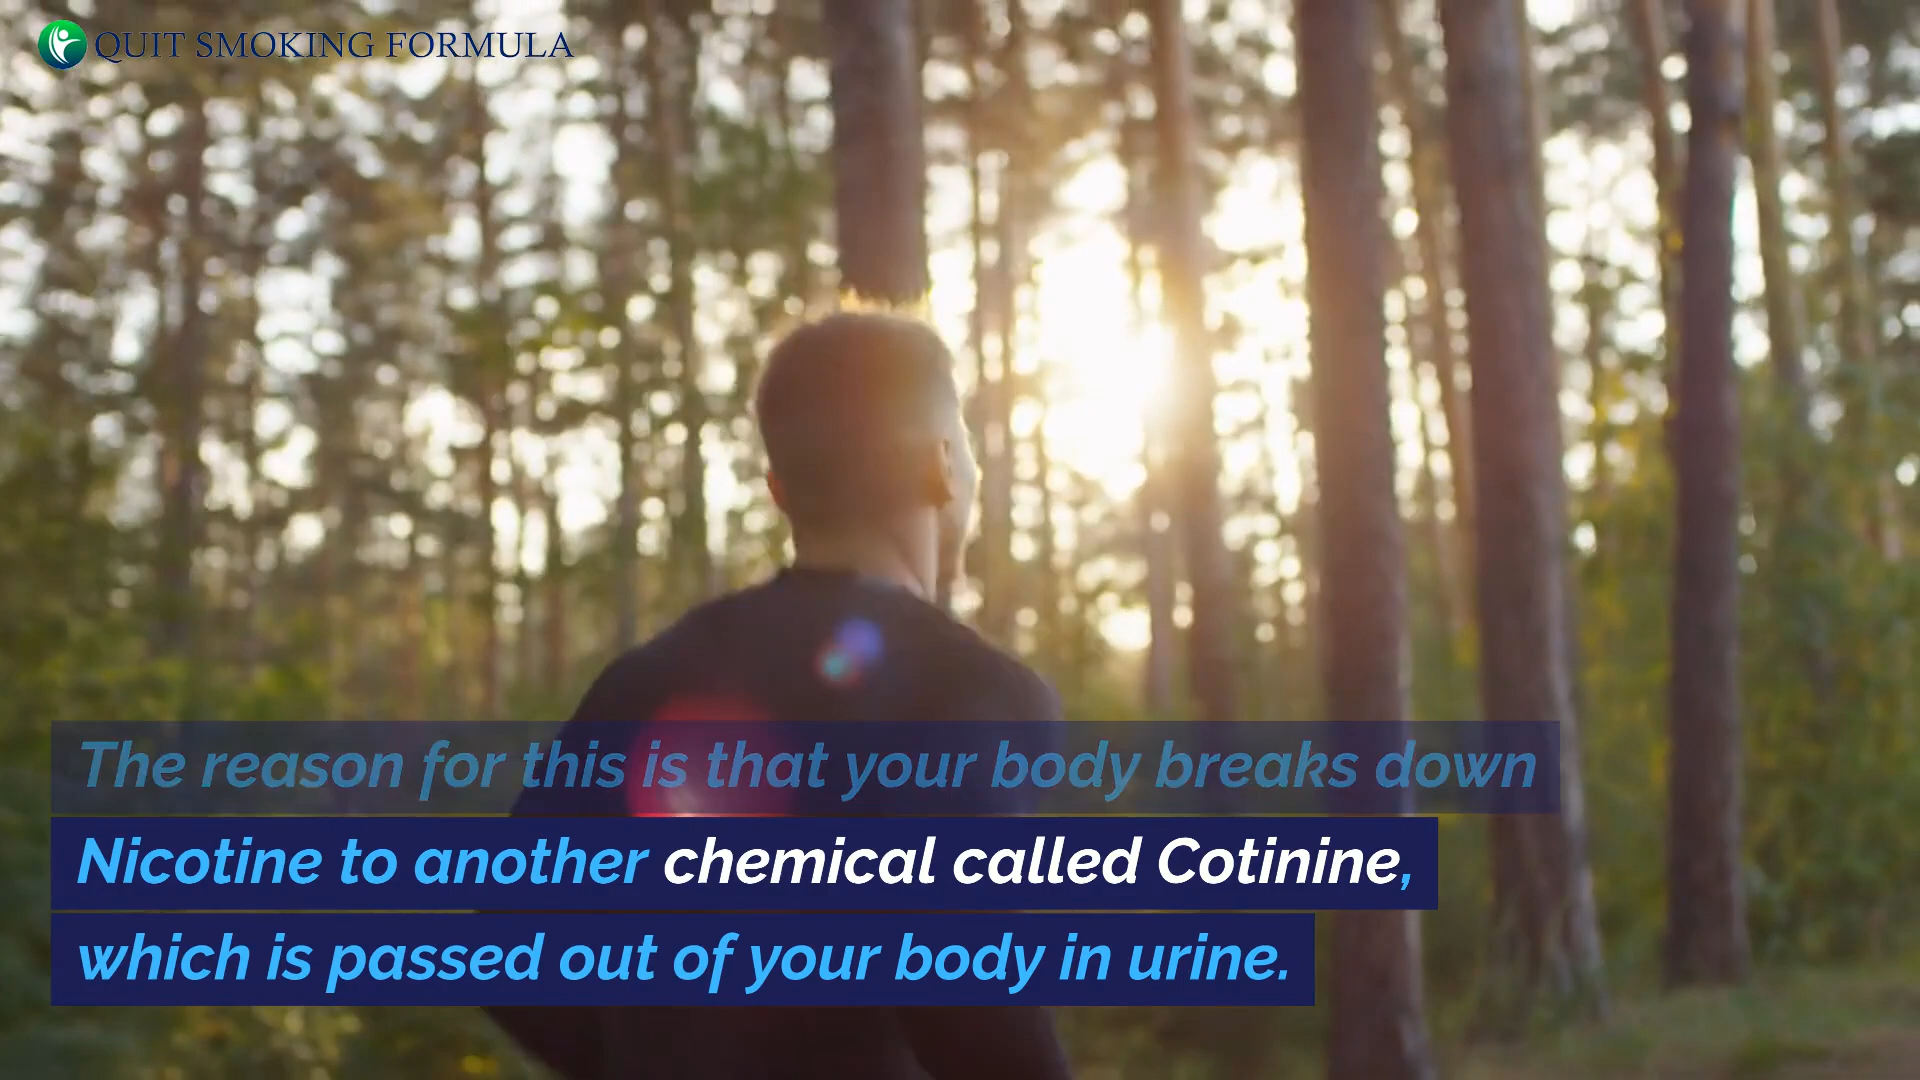 QUIT SMOKING FORMULA
The reason for this is that your body breaks down
Nicotine to another chemical called Cotinine,
which is passed out of your body in urine.